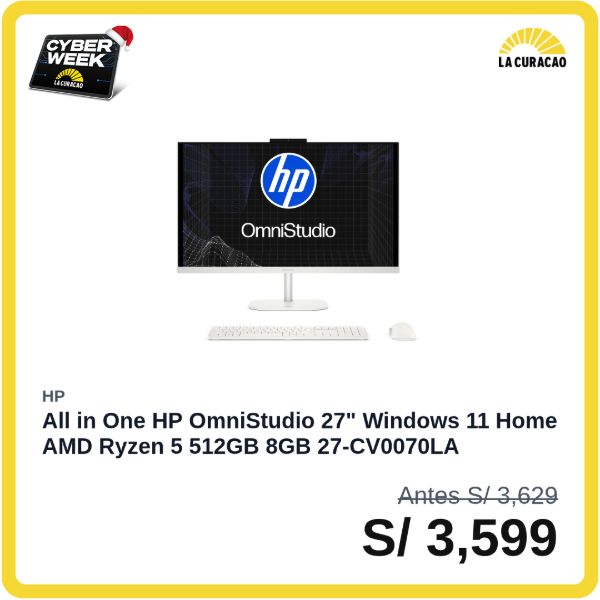 CYBER
WEEK
LA CURACAO
LA CURACAO
hp
OmniStudio
HP
All in One HP OmniStudio 27" Windows 11 Home
AMD Ryzen 5 512GB 8GB 27-CV0070LA
Antes S/ 3,629
S/ 3,599